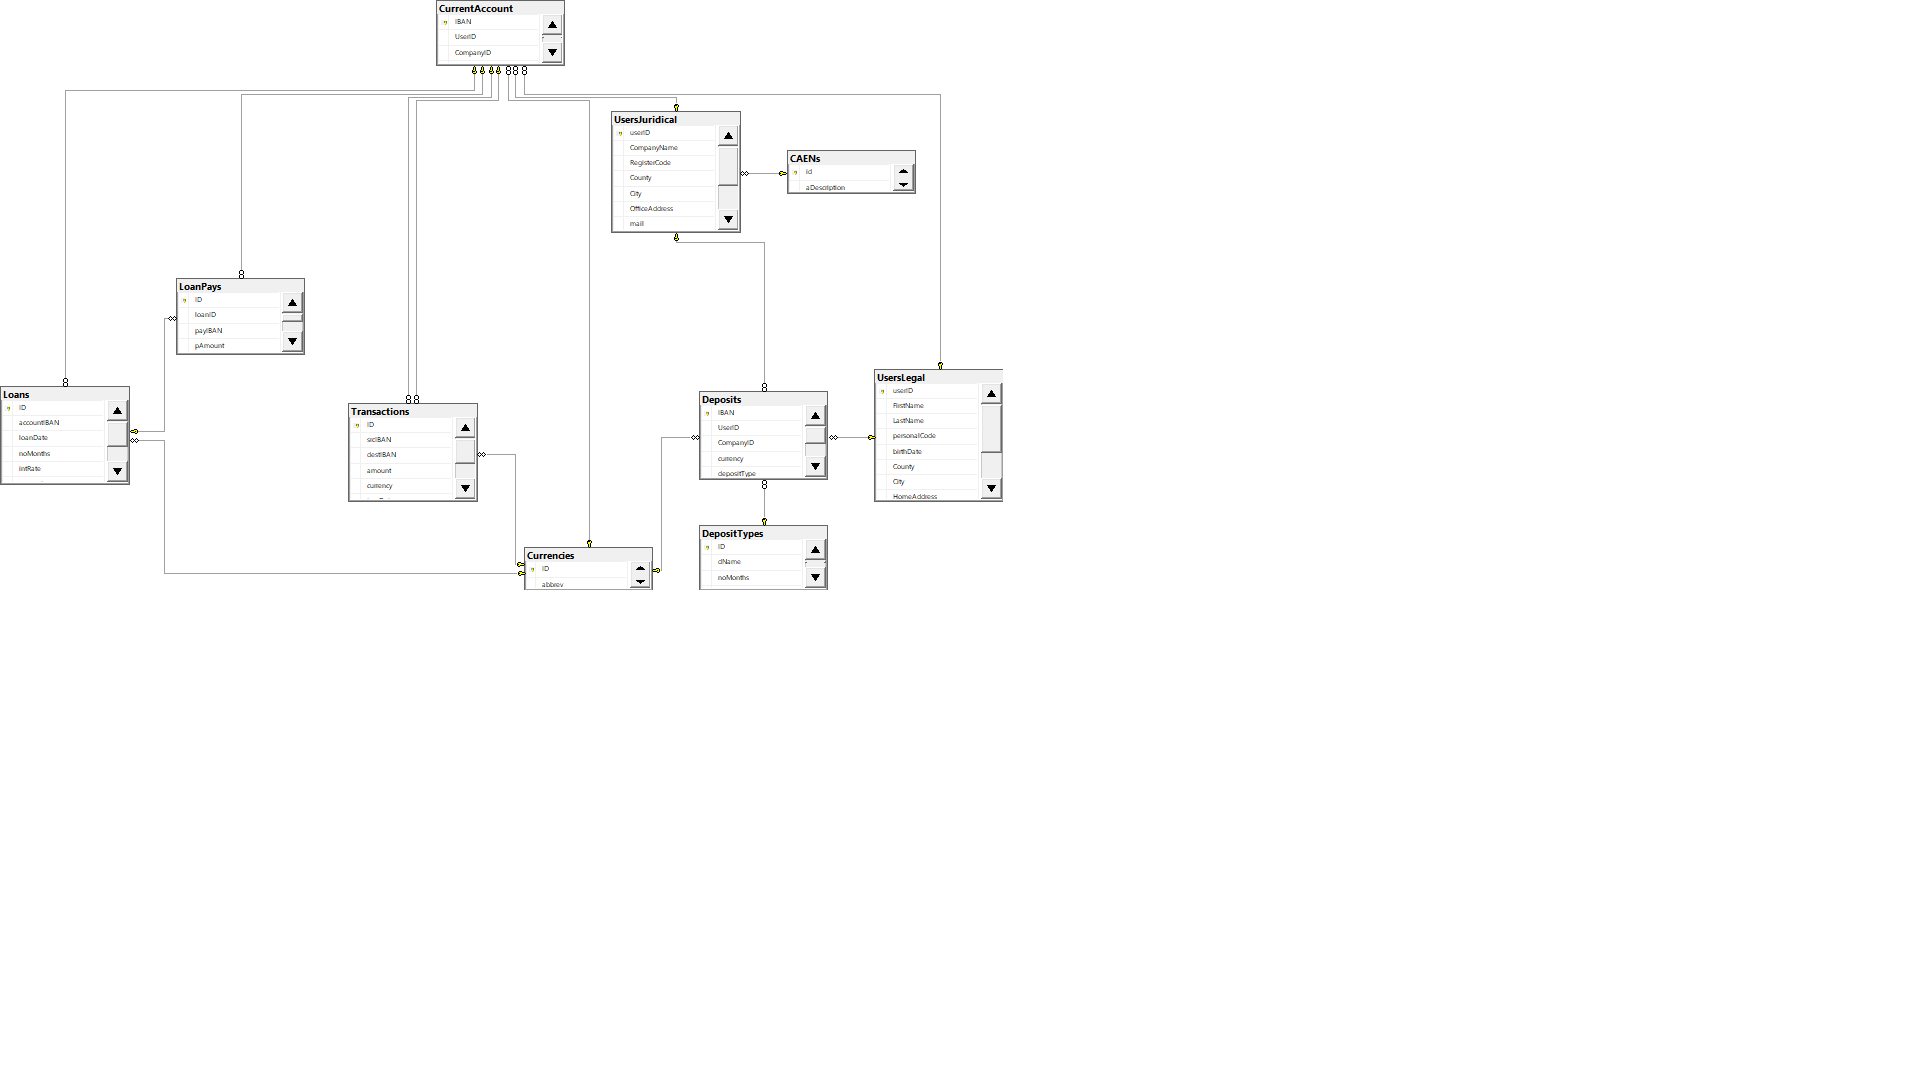 CurrentAccount
IBAN
UserID
CompanyID
UsersJuridical
userID
CompanyName
RegisterCode
County
City
OfficeAddress
mail
CAENs
id
aDescription
LoanPays
ID
loanID
payIBAN
pAmount
Loans
ID
accountIBAN
loanDate
noMonths
intRate
Transactions
ID
srcIBAN
destIBAN
amount
currency
Deposits
IBAN
UserID
CompanyID
currency
depositType
UsersLegal
userID
FirstName
LastName
personalCode
birthDate
County
City
HomeAddress
DepositTypes
ID
dName
noMonths
Currencies
ID
abbrev